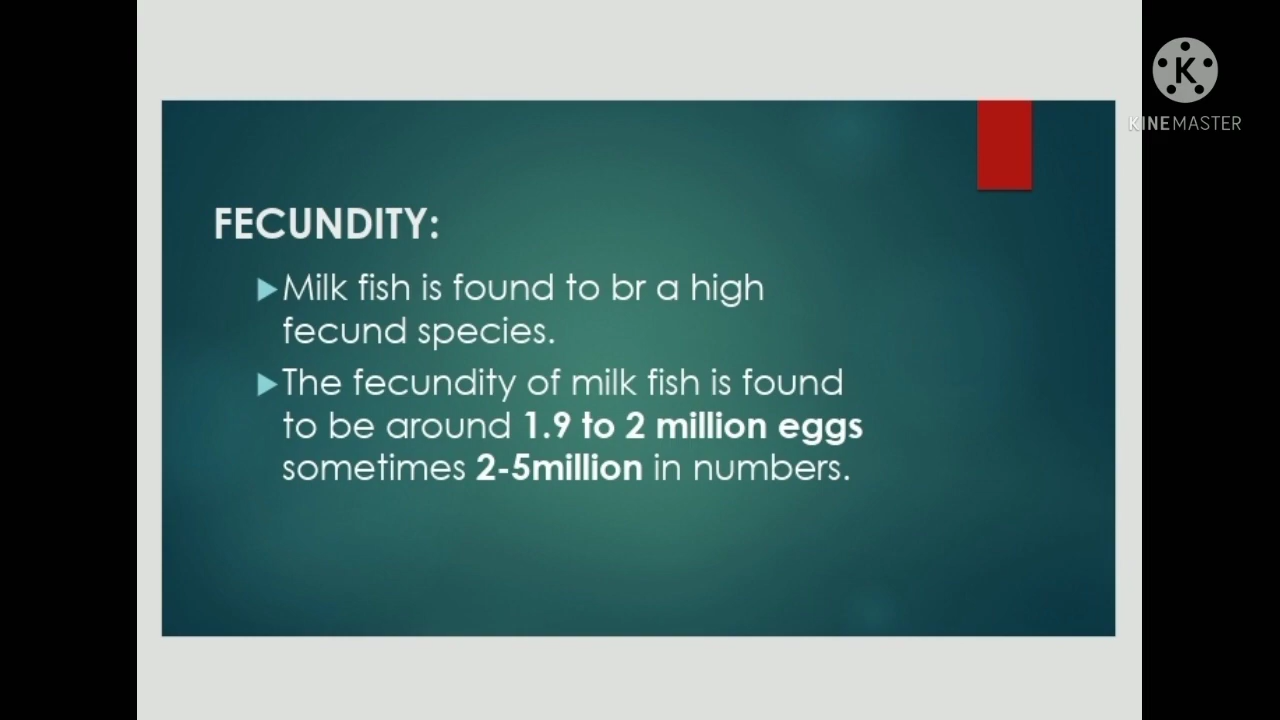 FECUNDITY:
Milk fish is found to br a high
fecund species.
The fecundity of milk fish is found
to be around 1.9 to 2 million eggs
sometimes 2-5million in numbers.
K
KINEMASTER